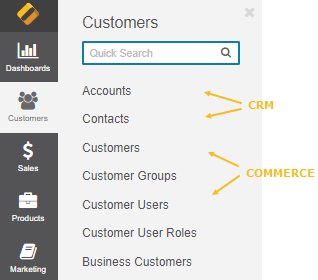 Customers
Quick Search
Dashboards
Customers
Sales
Products
Marketing
Accounts
Contacts
CRM
Customers
Customer Groups
COMMERCE
Customer Users
Customer User Roles
Business Customers